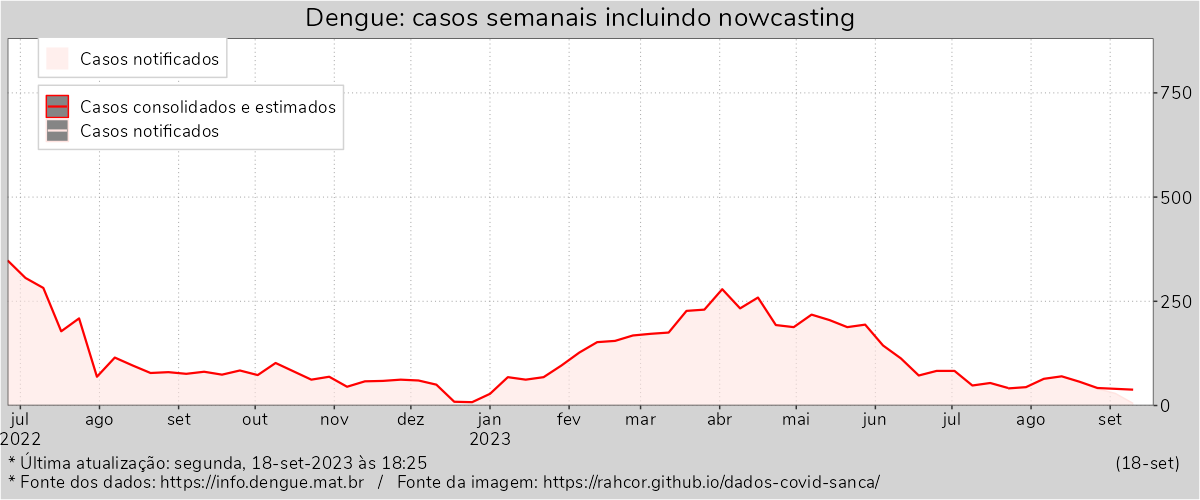 Dengue: casos semanais incluindo nowcasting
Casos notificados
Casos consolidados e estimados
Casos notificados
750
500
250
0
jul ago set out nov dez jan fev mar abr mai jun jul ago set
2022 2023
* Última atualização: segunda, 18-set-2023 às 18:25 (18-set)
* Fonte dos dados: https://info.dengue.mat.br / Fonte da imagem: https://rahcor.github.io/dados-covid-sanca/